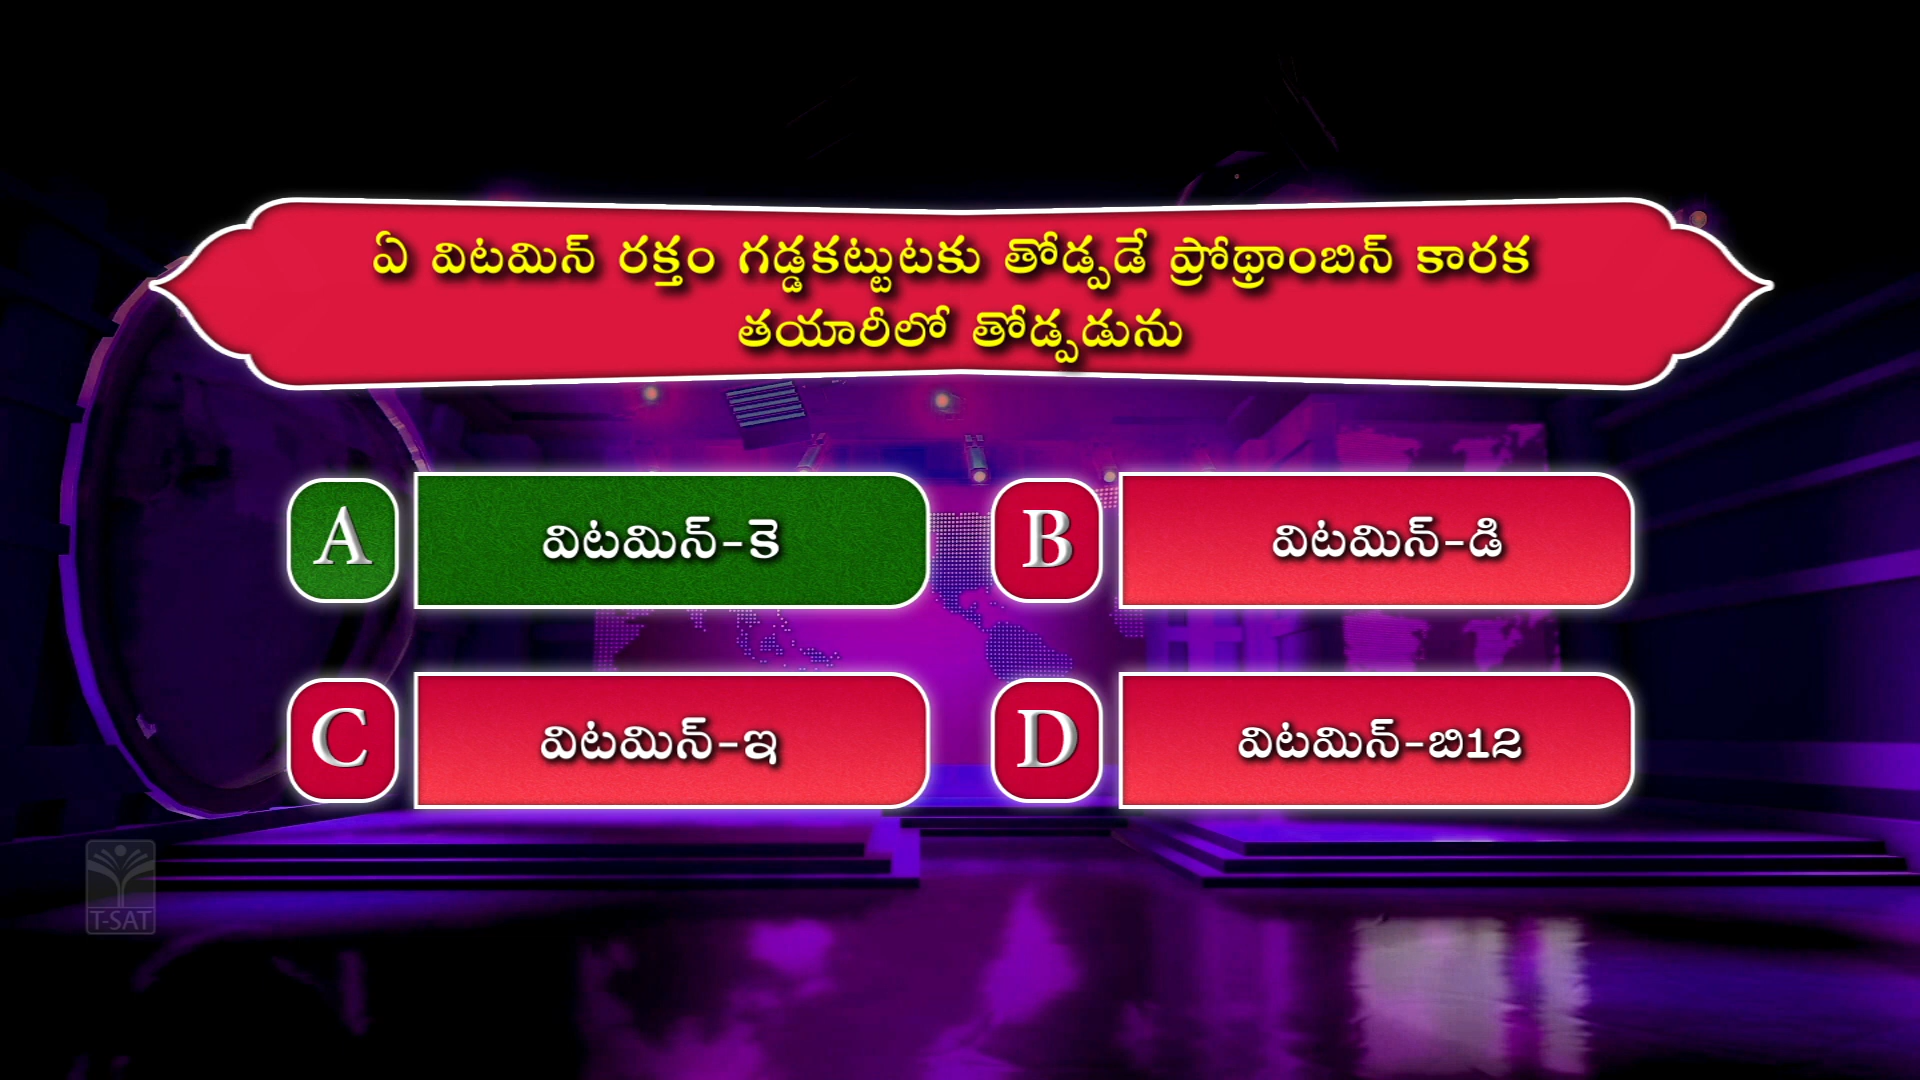 ఏ విటమిన్ రక్తం గడ్డకట్టుటకు తోడ్పడే ప్రోథ్రాంబిన్ కారక
తయారీలో తోడ్పడును
A విటమిన్-కె
B విటమిన్-డి
C విటమిన్-ఇ
D విటమిన్-బి12
T-SAT